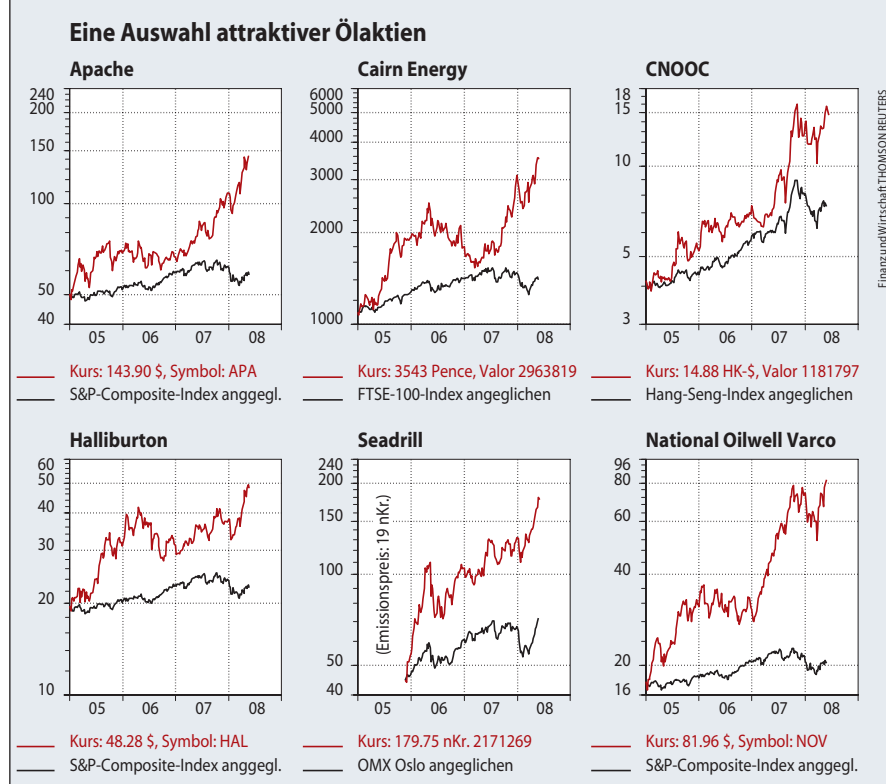 Eine Auswahl attraktiver Ölaktien
Apache
240
200
150
100
50
40
05 06 07 08
Kurs: 143.90 $, Symbol: APA
S&P-Composite-Index anggegl.
Cairn Energy
6000
5000
4000
3000
2000
1000
05 06 07 08
Kurs: 3543 Pence, Valor 2963819
FTSE-100-Index angeglichen
CNOOC
18
15
10
5
3
05 06 07 08
Kurs: 14.88 HK-$, Valor 1181797
Hang-Seng-Index angeglichen
FinanzundWirtschaft THOMSON REUTERS
Halliburton
60
50
40
30
20
10
05 06 07 08
Kurs: 48.28 $, Symbol: HAL
S&P-Composite-Index anggegl.
Seadrill
240
200
150
100
50
40
(Emissionspreis: 19 nKr.)
05 06 07 08
Kurs: 179.75 nKr. 2171269
OMX Oslo angeglichen
National Oilwell Varco
96
80
60
40
20
16
05 06 07 08
Kurs: 81.96 $, Symbol: NOV
S&P-Composite-Index anggegl.